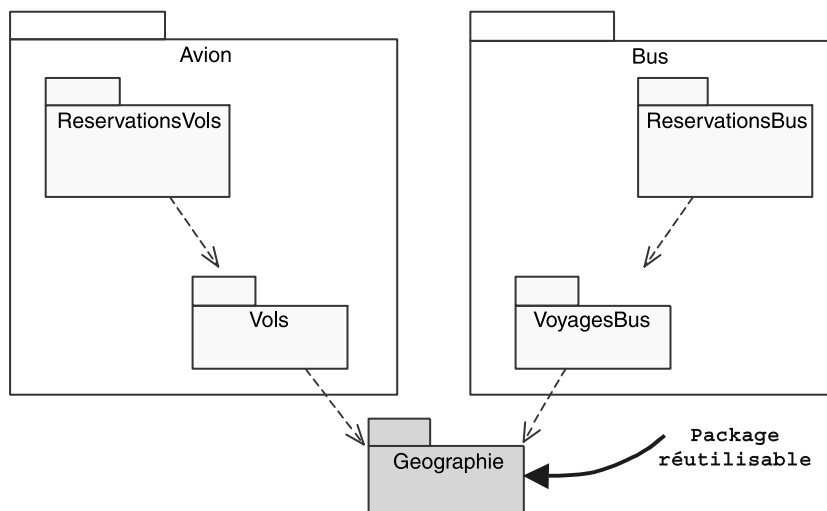 Avion
Bus
ReservationsVols
ReservationsBus
Vols
VoyagesBus
Geographie
Package
réutilisable